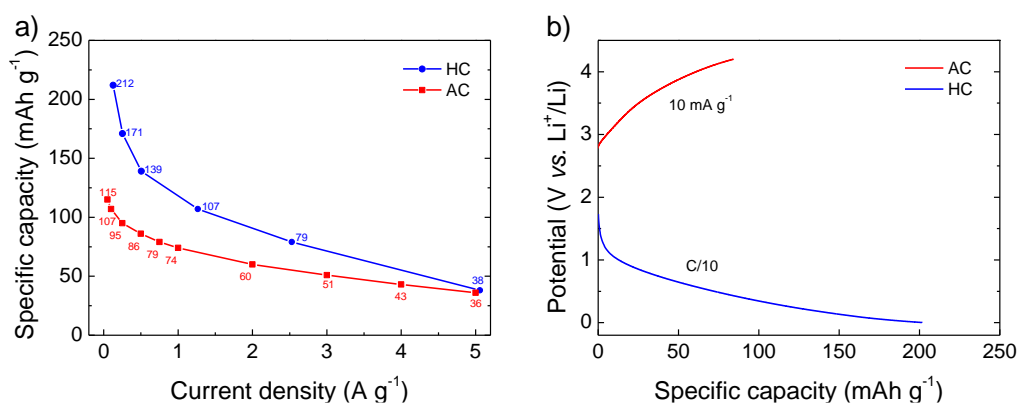 a)
Specific capacity (mAh g⁻¹)
250
200
150
100
50
0
HC
AC
212
171
139
107
79
38
115
107
95
86
79
74
60
51
43
36
0 1 2 3 4 5
Current density (A g⁻¹)
b)
Potential (V vs. Li⁺/Li)
4
3
2
1
0
AC
HC
10 mA g⁻¹
C/10
0 50 100 150 200 250
Specific capacity (mAh g⁻¹)